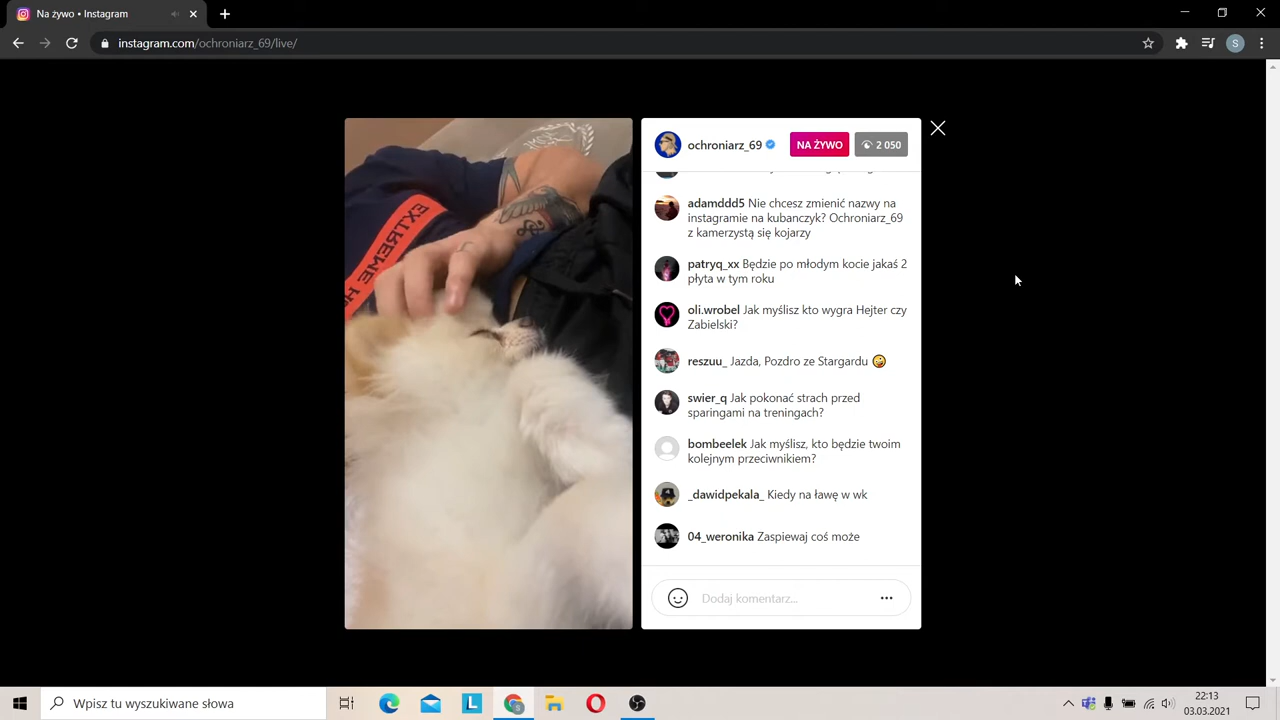 Na żywo • Instagram
instagram.com/ochroniarz_69/live/
S
EXTREME H
ochroniarz_69
NA ŻYWO
2 050
adamddd5 Nie chcesz zmienić nazwy na
instagramie na kubanczyk? Ochroniarz_69
z kamerzystą się kojarzy
patryq_xx Będzie po młodym kocie jakaś 2
płyta w tym roku
oli.wrobel Jak myślisz kto wygra Hejter czy
Zabielski?
reszuu_ Jazda, Pozdro ze Stargardu
swier_q Jak pokonać strach przed
sparingami na treningach?
bombeelek Jak myślisz, kto będzie twoim
kolejnym przeciwnikiem?
_dawidpekala_ Kiedy na ławę w wk
04_weronika Zaspiewaj coś może
Dodaj komentarz...
Wpisz tu wyszukiwane słowa
L
22:13
03.03.2021